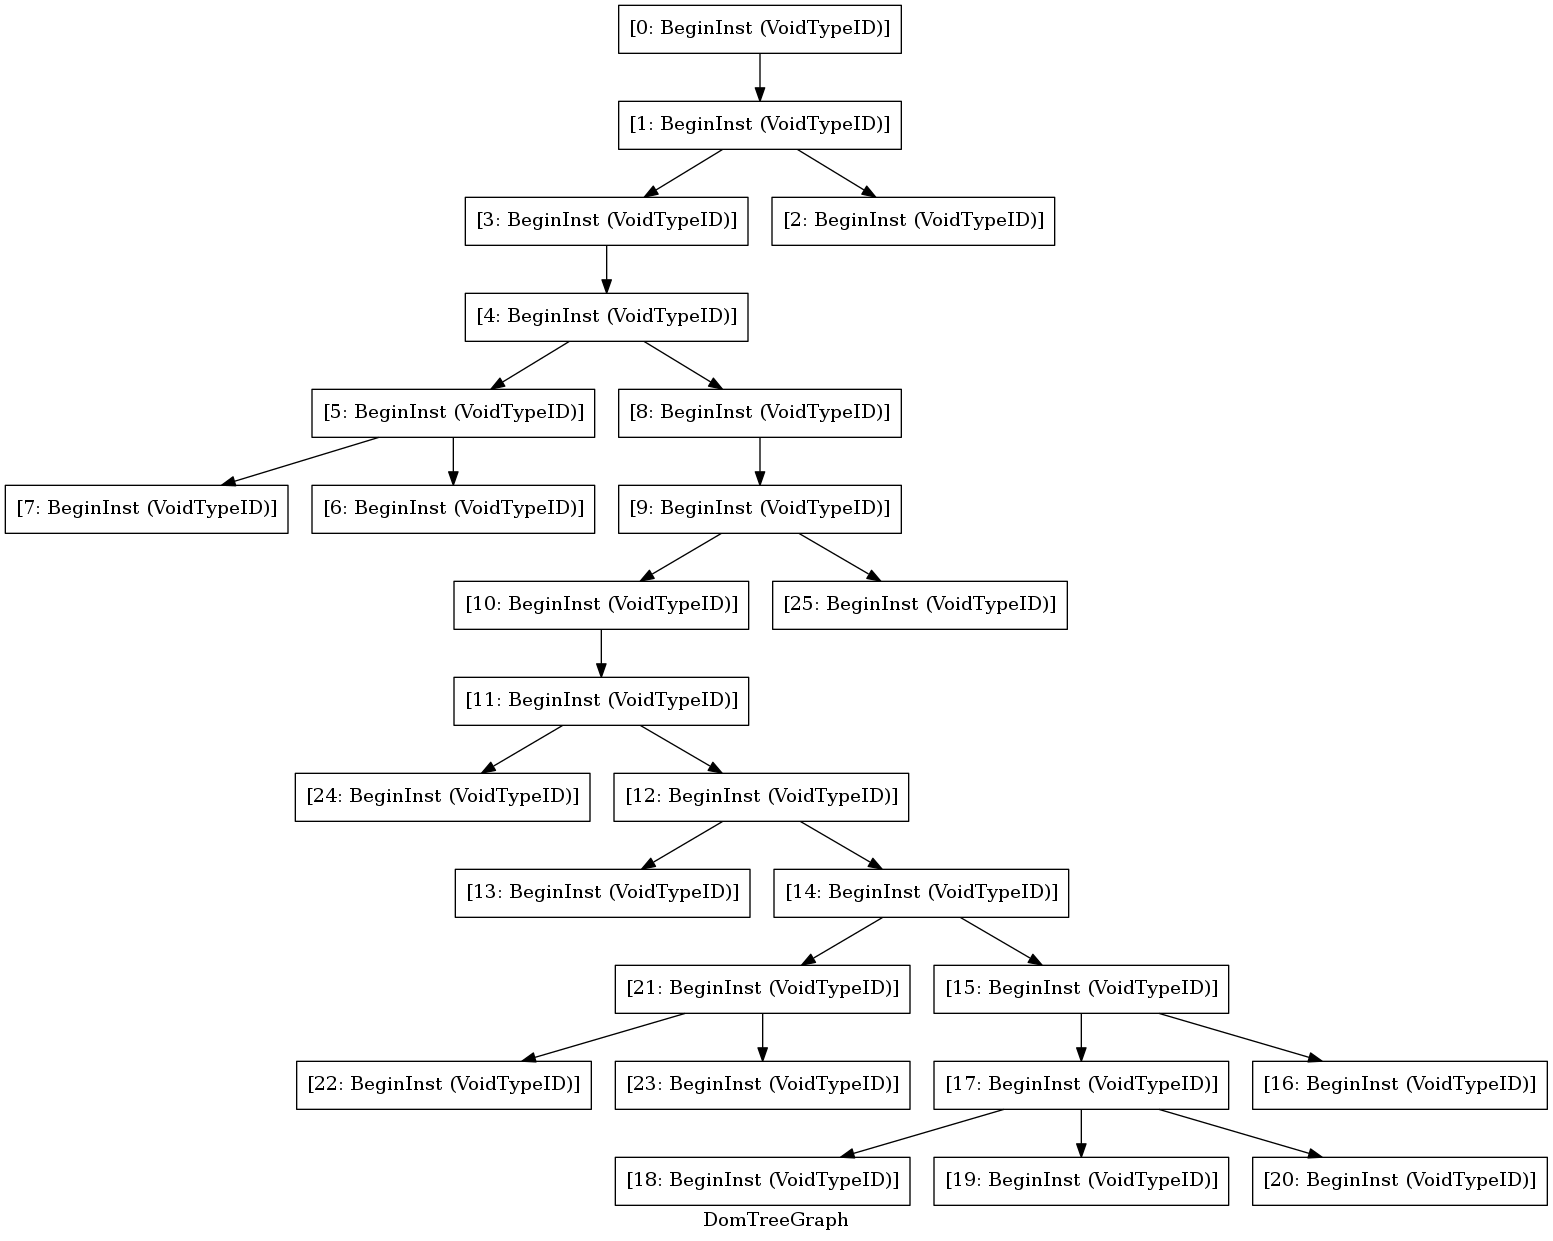 [0: BeginInst (VoidTypeID)]
[1: BeginInst (VoidTypeID)]
[3: BeginInst (VoidTypeID)]
[2: BeginInst (VoidTypeID)]
[4: BeginInst (VoidTypeID)]
[5: BeginInst (VoidTypeID)]
[8: BeginInst (VoidTypeID)]
[7: BeginInst (VoidTypeID)]
[6: BeginInst (VoidTypeID)]
[9: BeginInst (VoidTypeID)]
[10: BeginInst (VoidTypeID)]
[25: BeginInst (VoidTypeID)]
[11: BeginInst (VoidTypeID)]
[24: BeginInst (VoidTypeID)]
[12: BeginInst (VoidTypeID)]
[13: BeginInst (VoidTypeID)]
[14: BeginInst (VoidTypeID)]
[21: BeginInst (VoidTypeID)]
[15: BeginInst (VoidTypeID)]
[22: BeginInst (VoidTypeID)]
[23: BeginInst (VoidTypeID)]
[17: BeginInst (VoidTypeID)]
[16: BeginInst (VoidTypeID)]
[18: BeginInst (VoidTypeID)]
[19: BeginInst (VoidTypeID)]
[20: BeginInst (VoidTypeID)]
DomTreeGraph